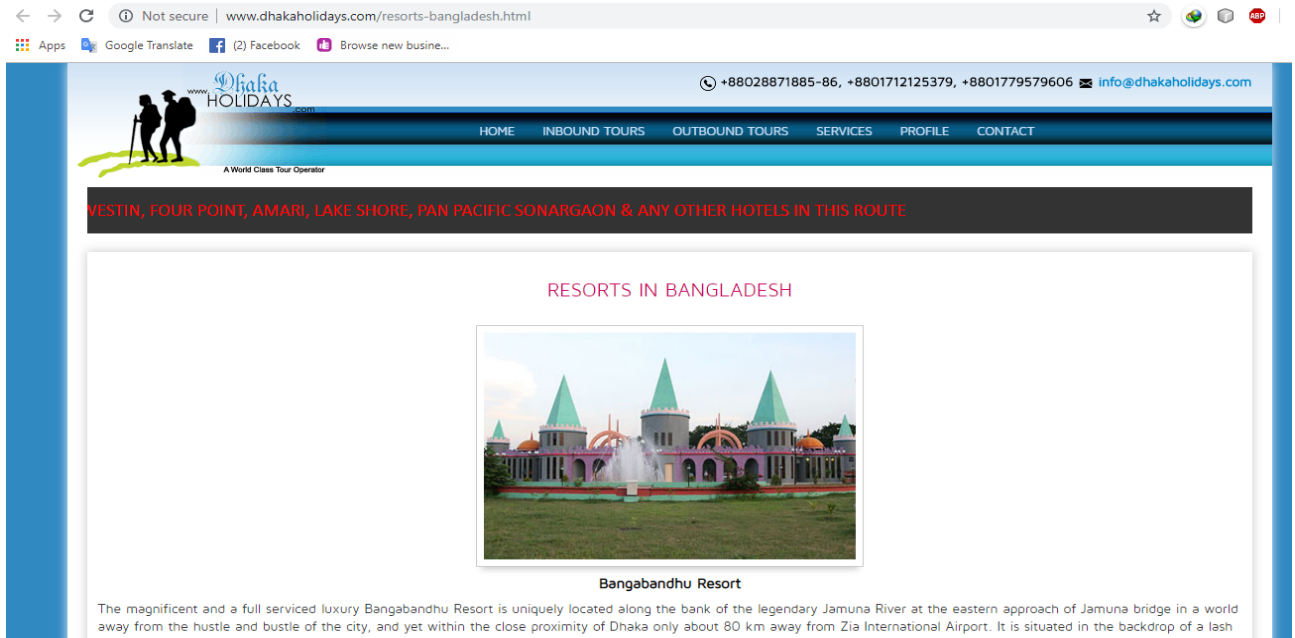 Not secure | www.dhakaholidays.com/resorts-bangladesh.html
ABP
Apps Google Translate (2) Facebook Browse new busine...
www. Dhaka
HOLIDAYS
.com
A World Class Tour Operator
+88028871885-86, +8801712125379, +8801779579606 info@dhakaholidays.com
HOME INBOUND TOURS OUTBOUND TOURS SERVICES PROFILE CONTACT
WESTIN, FOUR POINT, AMARI, LAKE SHORE, PAN PACIFIC SONARGAON & ANY OTHER HOTELS IN THIS ROUTE
RESORTS IN BANGLADESH
Bangabandhu Resort
The magnificent and a full serviced luxury Bangabandhu Resort is uniquely located along the bank of the legendary Jamuna River at the eastern approach of Jamuna bridge in a world
away from the hustle and bustle of the city, and yet within the close proximity of Dhaka only about 80 km away from Zia International Airport. It is situated in the backdrop of a lash